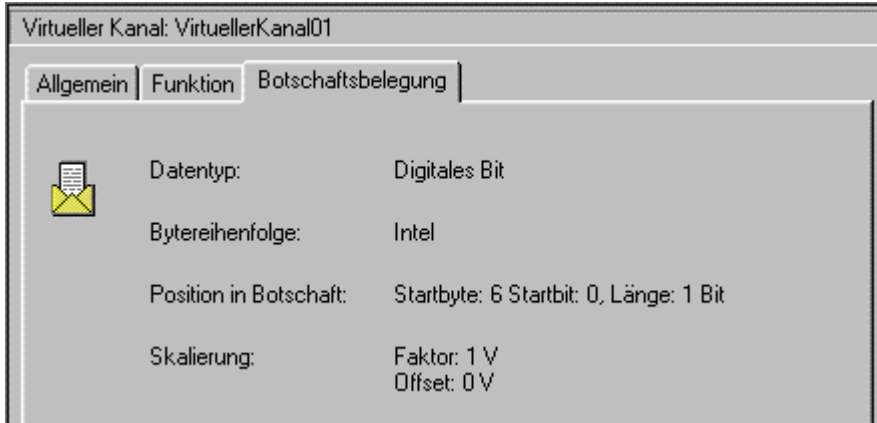 Virtueller Kanal: VirtuellerKanal01
Allgemein Funktion Botschaftsbelegung
Datentyp: Digitales Bit
Bytereihenfolge: Intel
Position in Botschaft: Startbyte: 6 Startbit: 0, Länge: 1 Bit
Skalierung: Faktor: 1 V
Offset: 0 V